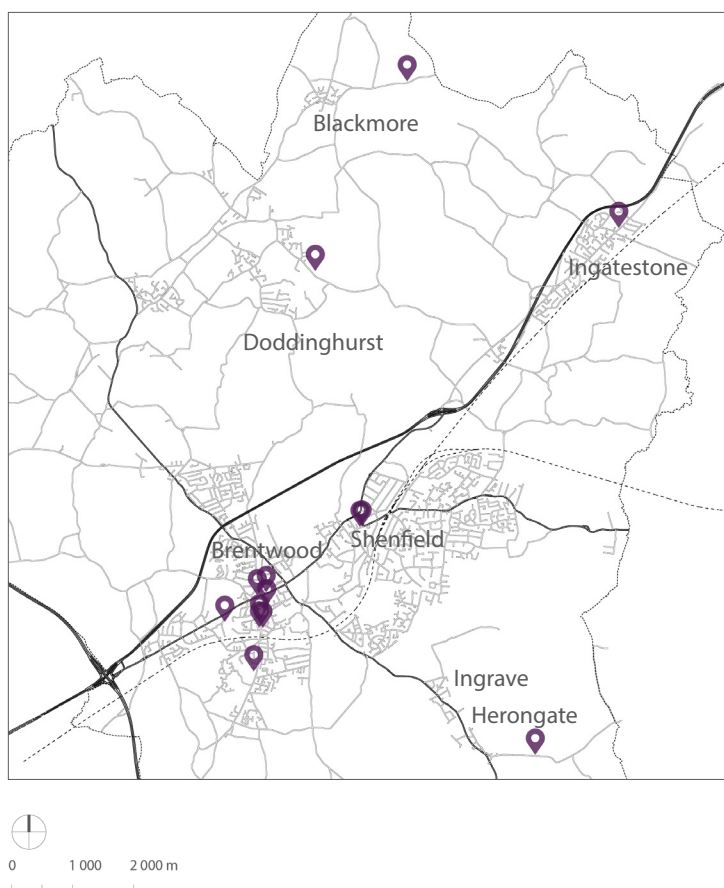 Blackmore
Ingatestone
Doddinghurst
Brentwood
Shenfield
Ingrave
Herongate
0 1 000 2 000 m